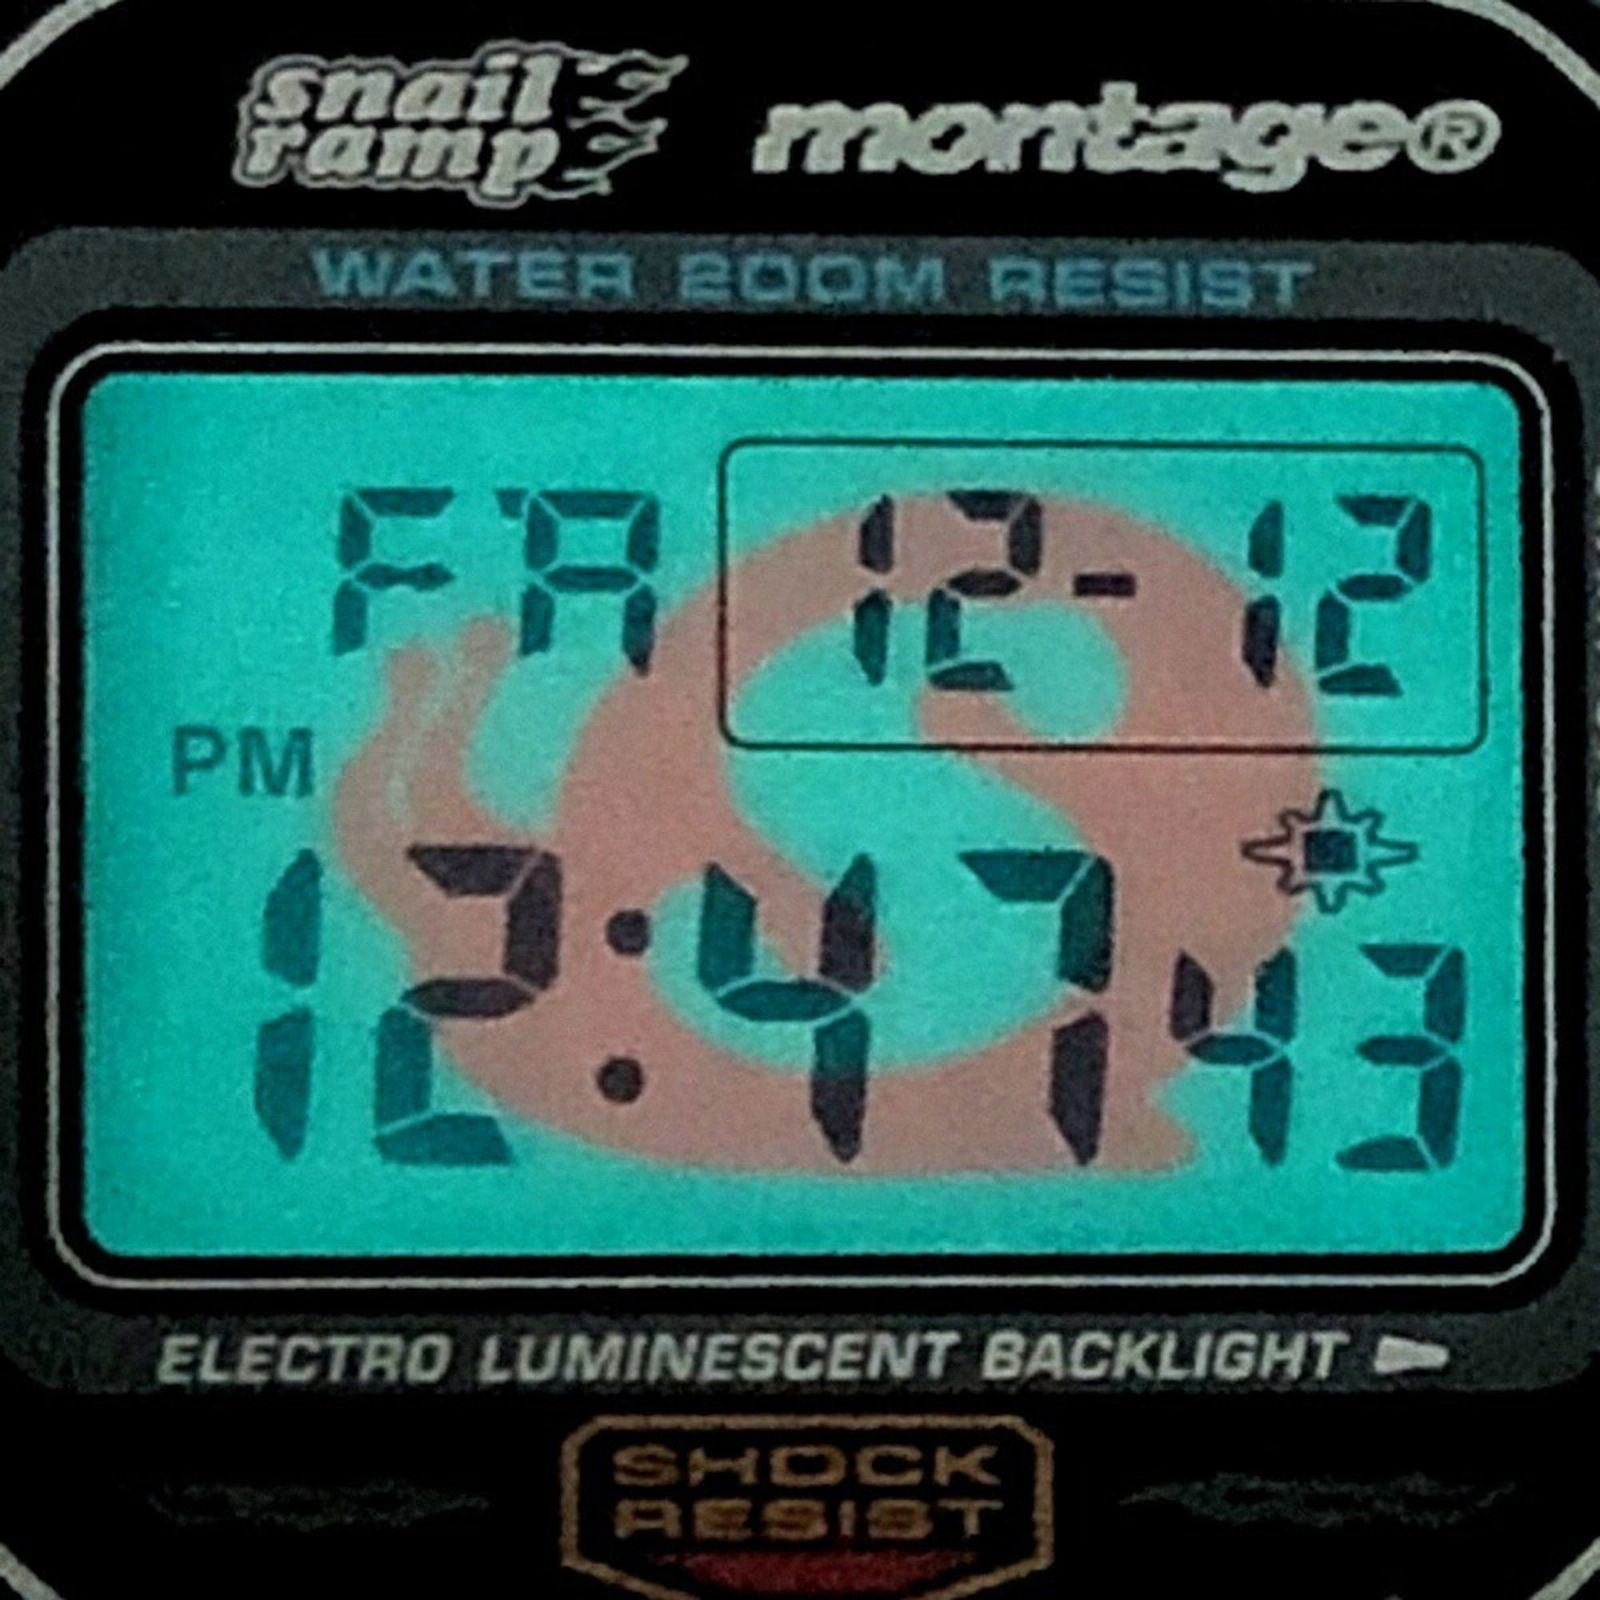 snail
ramp
montage®
WATER 200M RESIST
FR 12-12
PM
12:47 43
ELECTRO LUMINESCENT BACKLIGHT
SHOCK
RESIST